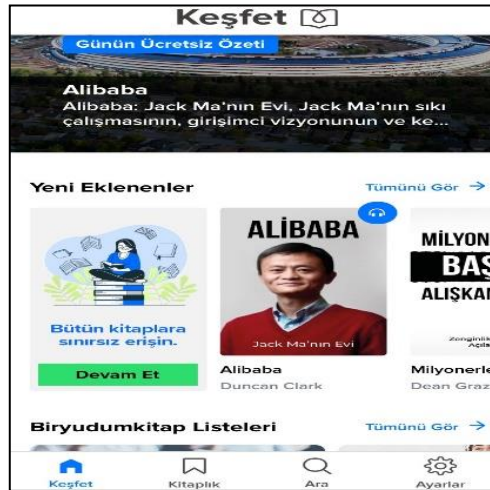 Keşfet
Günün Ücretsiz Özeti
Alibaba
Alibaba: Jack Ma'nın Evi, Jack Ma'nın sıkı
çalışmasının, girişimci vizyonunun ve ke...
Yeni Eklenenler
Tümünü Gör
ALİBABA
MİLYON
BAŞ
ALIŞKAN
Jack Ma'nın Evi
Zenginlik
Bütün kitaplara
sınırsız erişin.
Devam Et
Alibaba
Duncan Clark
Milyonerle
Dean Graz
Biryudumkitap Listeleri
Tümünü Gör
Keşfet
Kitaplık
Ara
Ayarlar